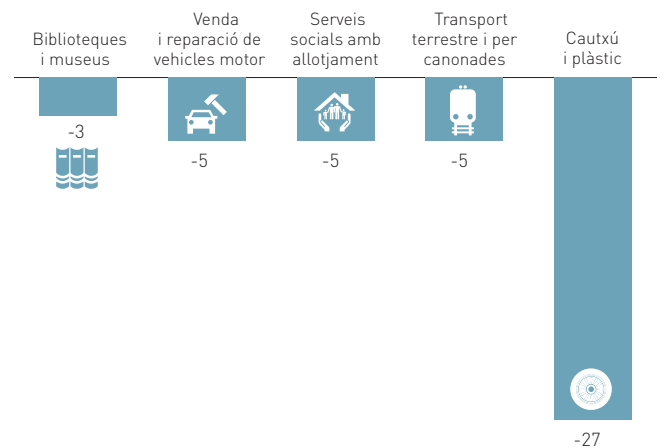 Biblioteques
i museus
Venda
i reparació de
vehicles motor
Serveis
socials amb
allotjament
Transport
terrestre i per
canonades
Cautxú
i plàstic
-3
-5
-5
-5
-27